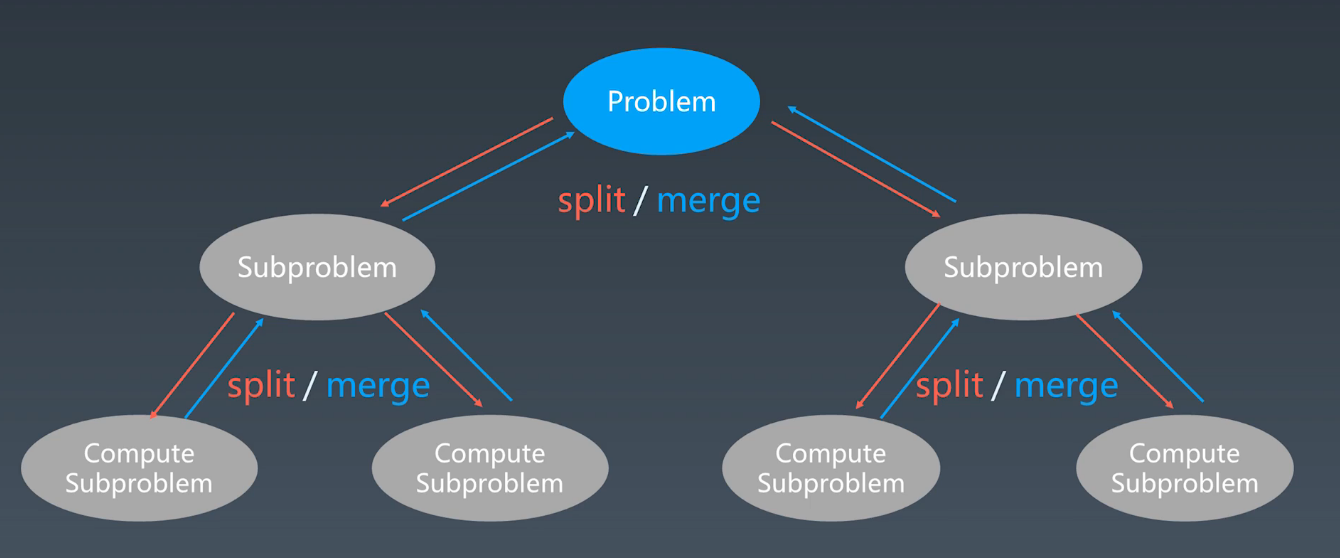 Problem
split / merge
Subproblem
Subproblem
split / merge
split / merge
Compute
Subproblem
Compute
Subproblem
Compute
Subproblem
Compute
Subproblem